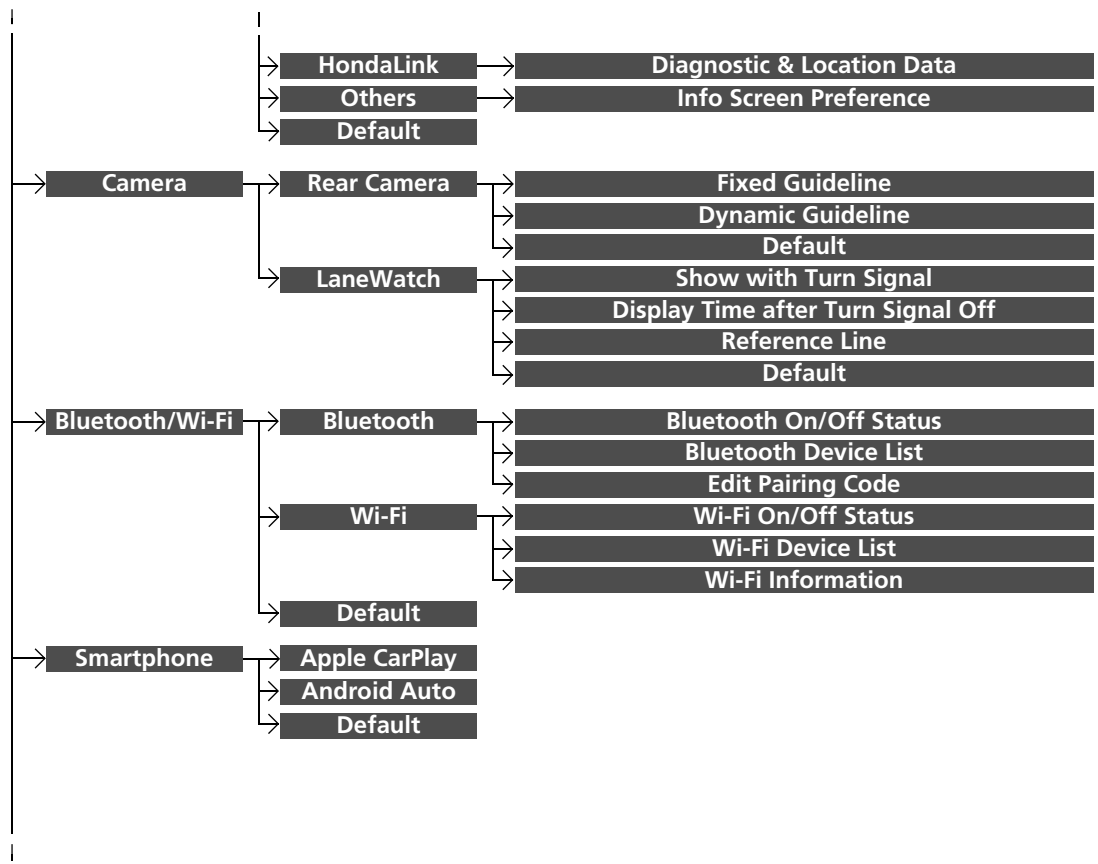 HondaLink
Diagnostic & Location Data
Others
Info Screen Preference
Default
Camera
Rear Camera
Fixed Guideline
Dynamic Guideline
Default
LaneWatch
Show with Turn Signal
Display Time after Turn Signal Off
Reference Line
Default
Bluetooth/Wi-Fi
Bluetooth
Bluetooth On/Off Status
Bluetooth Device List
Edit Pairing Code
Wi-Fi
Wi-Fi On/Off Status
Wi-Fi Device List
Wi-Fi Information
Default
Smartphone
Apple CarPlay
Android Auto
Default